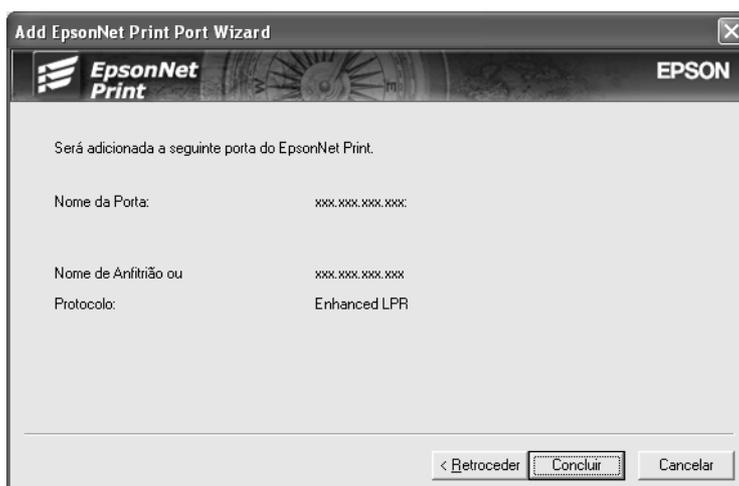 Add EpsonNet Print Port Wizard
EpsonNet
Print
EPSON
W
E
Será adicionada a seguinte porta do EpsonNet Print.
Nome da Porta: xxx.xxx.xxx.xxx:
Nome de Anfitrião ou xxx.xxx.xxx.xxx
Protocolo: Enhanced LPR
< Retroceder Concluir Cancelar